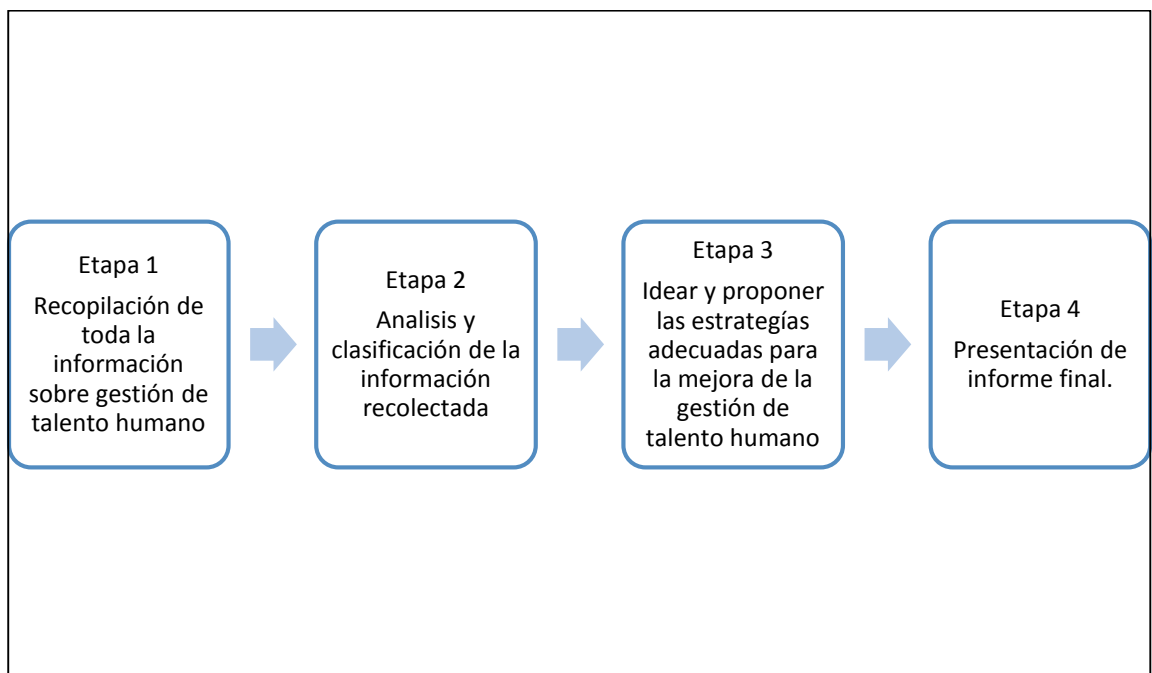 Etapa 1
Recopilación de
toda la
información
sobre gestión de
talento humano
Etapa 2
Analisis y
clasificación de la
información
recolectada
Etapa 3
Idear y proponer
las estrategías
adecuadas para
la mejora de la
gestión de
talento humano
Etapa 4
Presentación de
informe final.